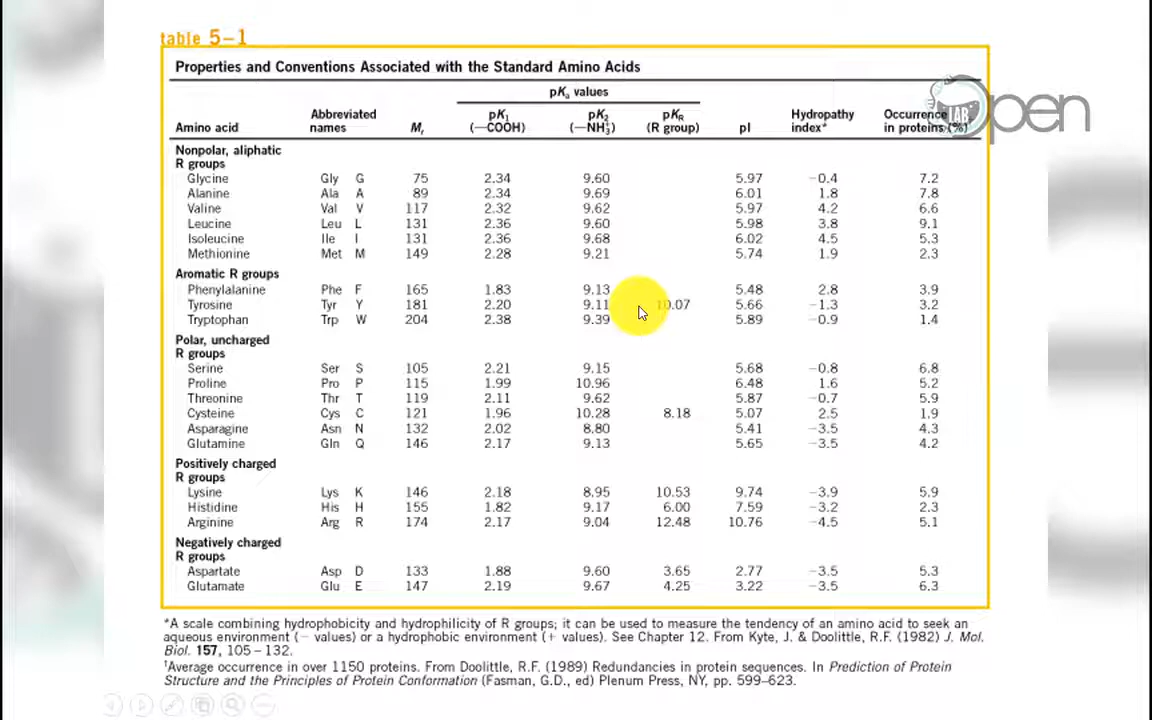 table 5–1
Properties and Conventions Associated with the Standard Amino Acids
pKa values
Amino acid Abbreviated names Mr pK1 (—COOH) pK2 (—NH3+) pKR (R group) pI Hydropathy index* Occurrence in proteins (%)
Nonpolar, aliphatic
R groups
Glycine Gly G 75 2.34 9.60 5.97 −0.4 7.2
Alanine Ala A 89 2.34 9.69 6.01 1.8 7.8
Valine Val V 117 2.32 9.62 5.97 4.2 6.6
Leucine Leu L 131 2.36 9.60 5.98 3.8 9.1
Isoleucine Ile I 131 2.36 9.68 6.02 4.5 5.3
Methionine Met M 149 2.28 9.21 5.74 1.9 2.3
Aromatic R groups
Phenylalanine Phe F 165 1.83 9.13 5.48 2.8 3.9
Tyrosine Tyr Y 181 2.20 9.11 10.07 5.66 −1.3 3.2
Tryptophan Trp W 204 2.38 9.39 5.89 −0.9 1.4
Polar, uncharged
R groups
Serine Ser S 105 2.21 9.15 5.68 −0.8 6.8
Proline Pro P 115 1.99 10.96 6.48 1.6 5.2
Threonine Thr T 119 2.11 9.62 5.87 −0.7 5.9
Cysteine Cys C 121 1.96 10.28 8.18 5.07 2.5 1.9
Asparagine Asn N 132 2.02 8.80 5.41 −3.5 4.3
Glutamine Gln Q 146 2.17 9.13 5.65 −3.5 4.2
Positively charged
R groups
Lysine Lys K 146 2.18 8.95 10.53 9.74 −3.9 5.9
Histidine His H 155 1.82 9.17 6.00 7.59 −3.2 2.3
Arginine Arg R 174 2.17 9.04 12.48 10.76 −4.5 5.1
Negatively charged
R groups
Aspartate Asp D 133 1.88 9.60 3.65 2.77 −3.5 5.3
Glutamate Glu E 147 2.19 9.67 4.25 3.22 −3.5 6.3
*A scale combining hydrophobicity and hydrophilicity of R groups; it can be used to measure the tendency of an amino acid to seek an
aqueous environment (− values) or a hydrophobic environment (+ values). See Chapter 12. From Kyte, J. & Doolittle, R.F. (1982) J. Mol.
Biol. 157, 105–132.
†Average occurrence in over 1150 proteins. From Doolittle, R.F. (1989) Redundancies in protein sequences. In Prediction of Protein
Structure and the Principles of Protein Conformation (Fasman, G.D., ed) Plenum Press, NY, pp. 599–623.
Open
LAB